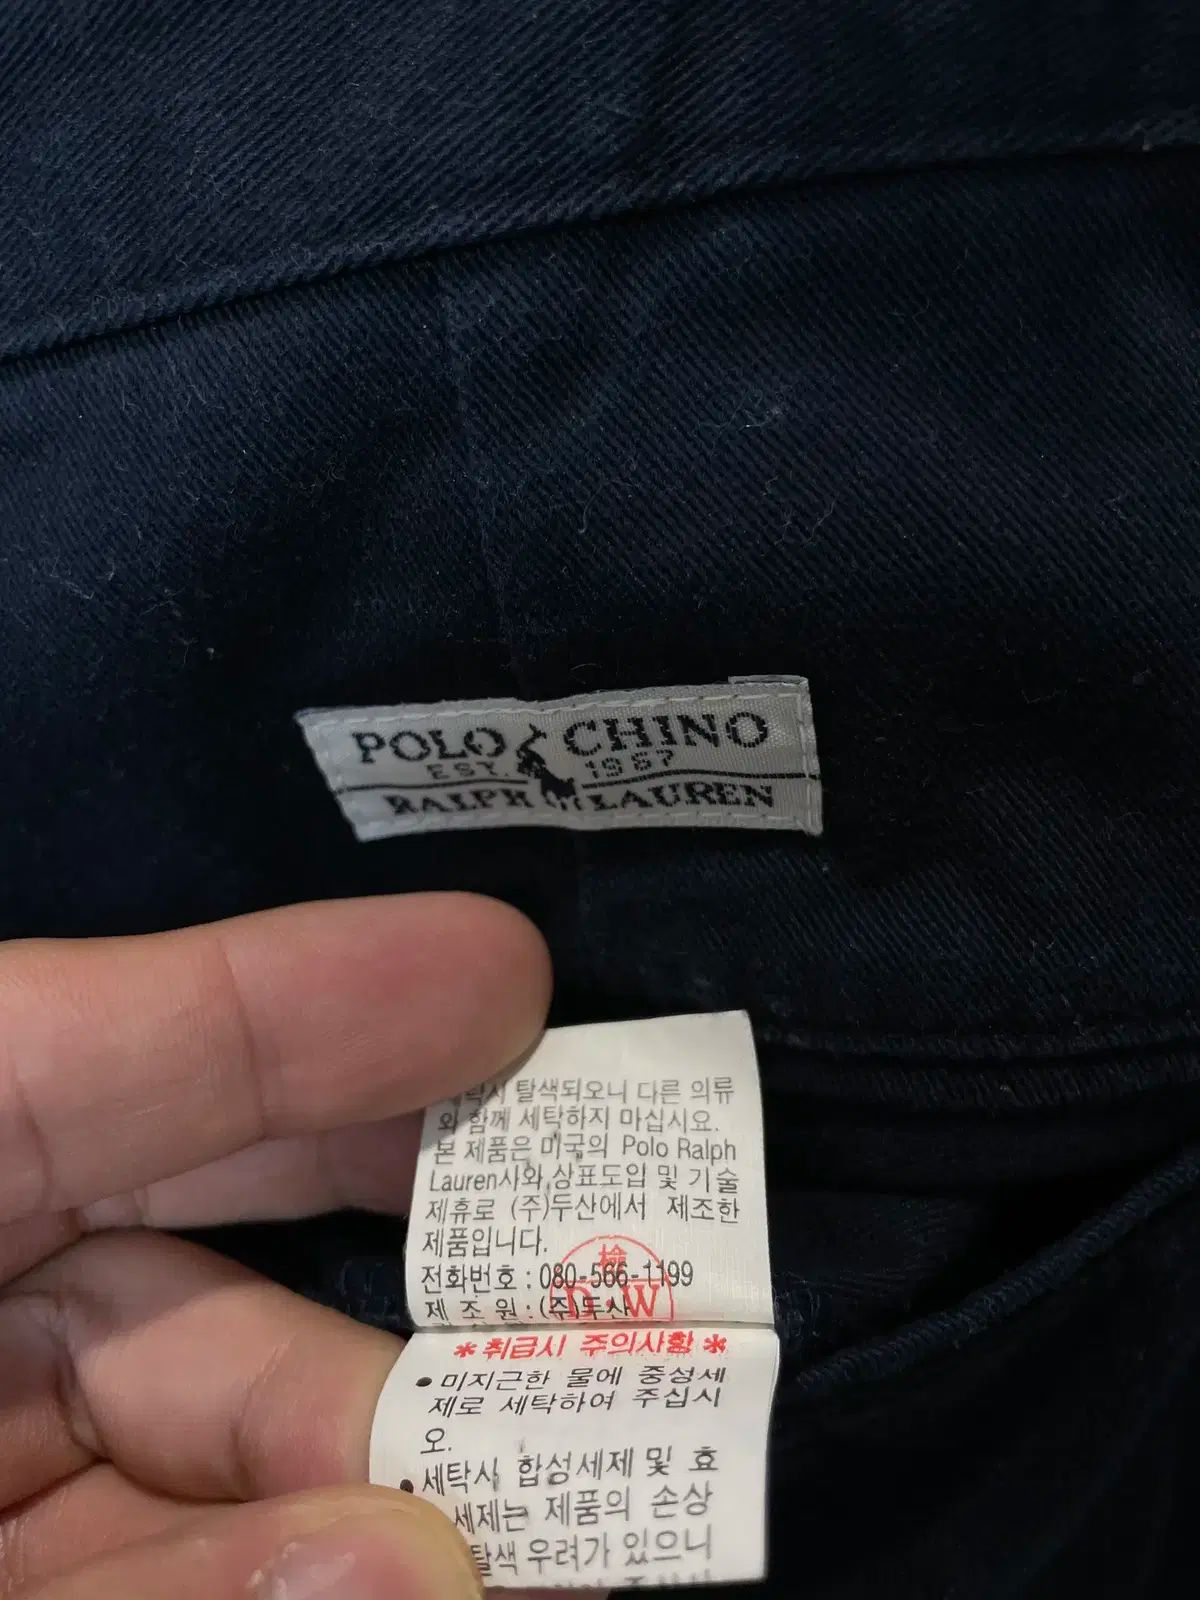 POLO CHINO
EST. 1967
RALPH LAUREN
탈색되오니 다른 의류
와 함께 세탁하지 마십시요.
본 제품은 미국의 Polo Ralph
Lauren사와 상표도입 및 기술
제휴로 (주)두산에서 제조한
제품입니다.
檢
전화번호 : 080-566-1199
D W
제 조 원 : (주)두산
* 취급시 주의사항 *
● 미지근한 물에 중성세
제로 세탁하여 주십시
오.
● 세탁시 합성세제 및 효
세제는 제품의 손상
탈색 우려가 있으니